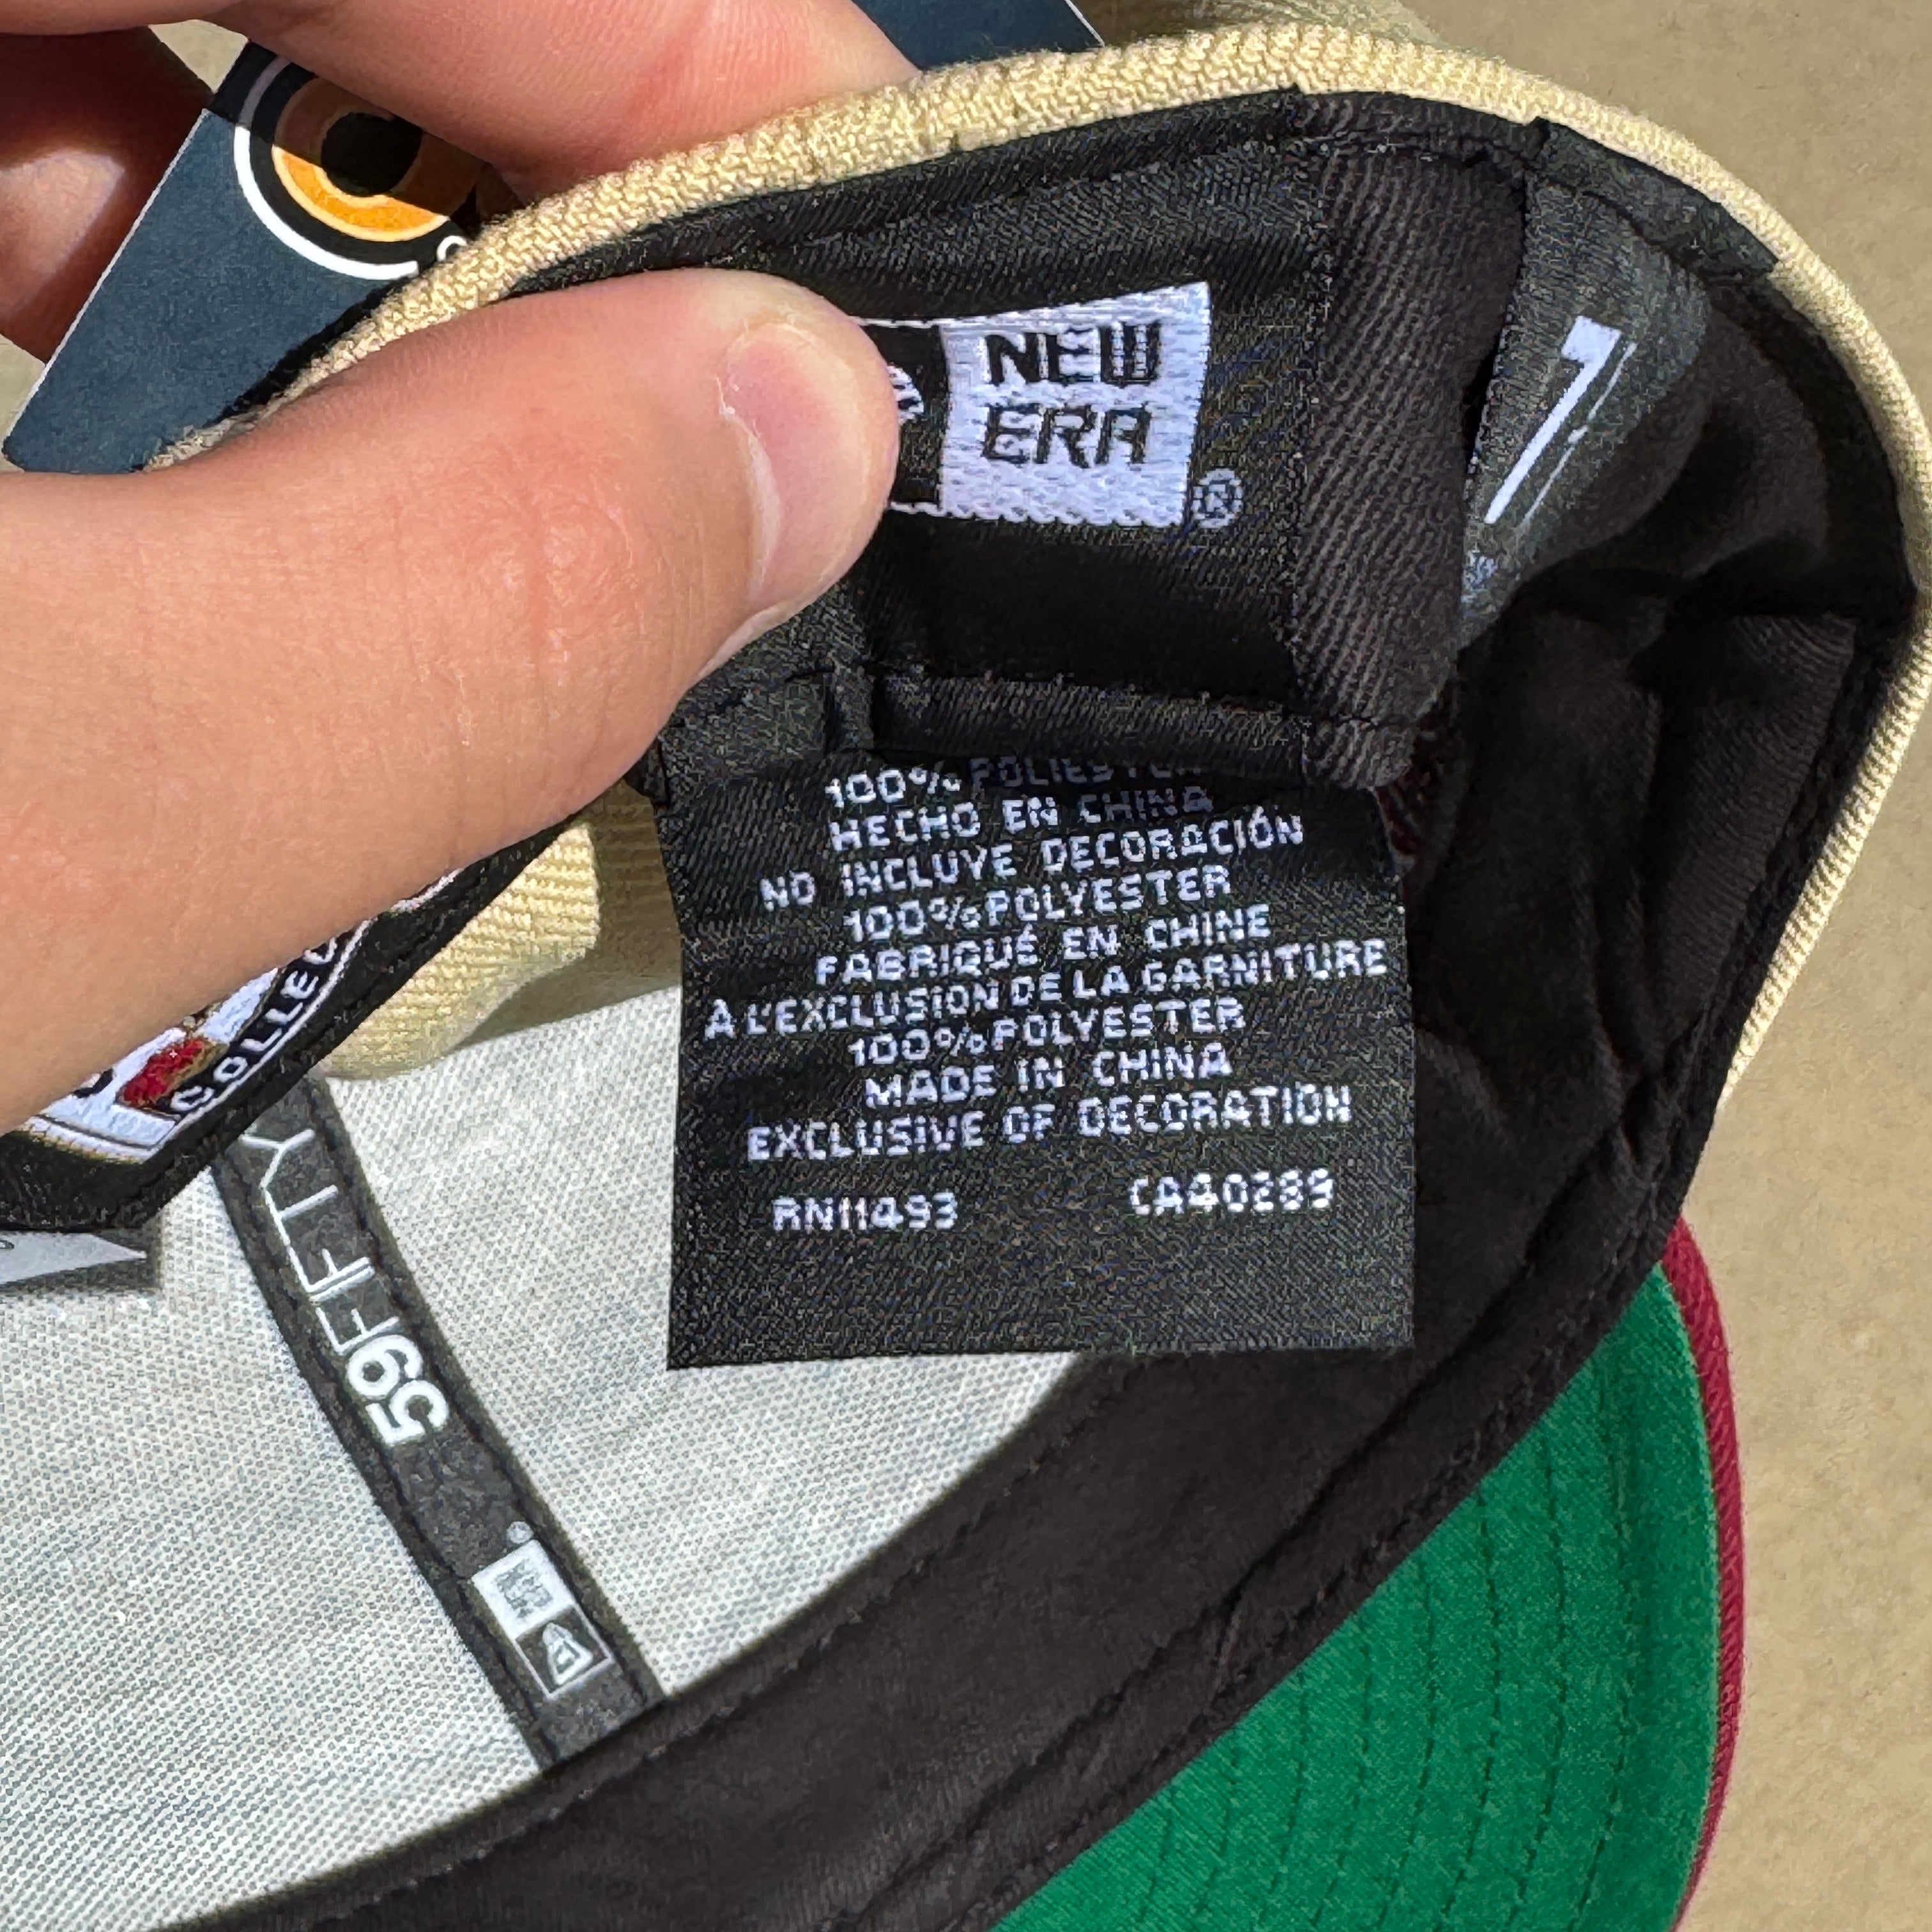 NEW
ERA
®
7
100% POLIESTER
HECHO EN CHINA
NO INCLUYE DECORACIÓN
100% POLYESTER
FABRIQUÉ EN CHINE
À L'EXCLUSION DE LA GARNITURE
100% POLYESTER
MADE IN CHINA
EXCLUSIVE OF DECORATION
RN11493 CA40289
59FIFTY